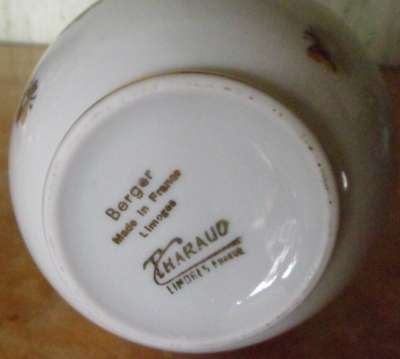 Berger
Made in France
Limoges
PHARAUD
LIMOGES FRANCE